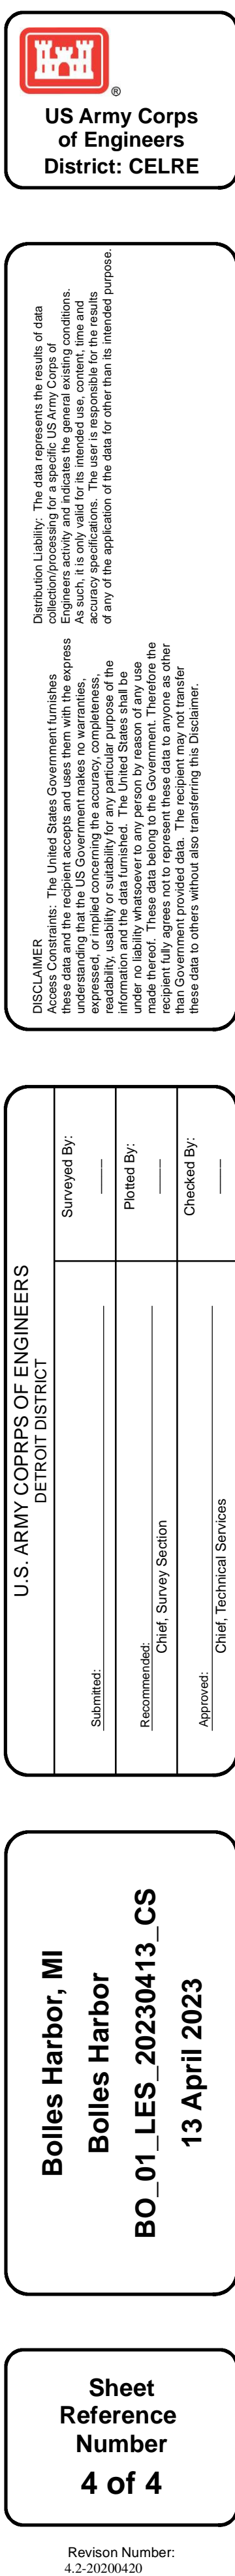 ®
US Army Corps
of Engineers
District: CELRE
DISCLAIMER
Access Constraints: The United States Government furnishes
these data and the recipient accepts and uses them with the express
understanding that the US Government makes no warranties,
expressed, or implied concerning the accuracy, completeness,
readability, usability or suitability for any particular purpose of the
information and the data furnished. The United States shall be
under no liability whatsoever to any person by reason of any use
made thereof. These data belong to the Government. Therefore the
recipient fully agrees not to represent these data to anyone as other
than Government provided data. The recipient may not transfer
these data to others without also transferring this Disclaimer.
Distribution Liability: The data represents the results of data
collection/processing for a specific US Army Corps of
Engineers activity and indicates the general existing conditions.
As such, it is only valid for its intended use, content, time and
accuracy specifications. The user is responsible for the results
of any of the application of the data for other than its intended purpose.
U.S. ARMY COPRPS OF ENGINEERS
DETROIT DISTRICT
Submitted:
Surveyed By:
Recommended:
Chief, Survey Section
Plotted By:
Approved:
Chief, Technical Services
Checked By:
Bolles Harbor, MI
Bolles Harbor
BO_01_LES_20230413_CS
13 April 2023
Sheet
Reference
Number
4 of 4
Revison Number:
4.2-20200420